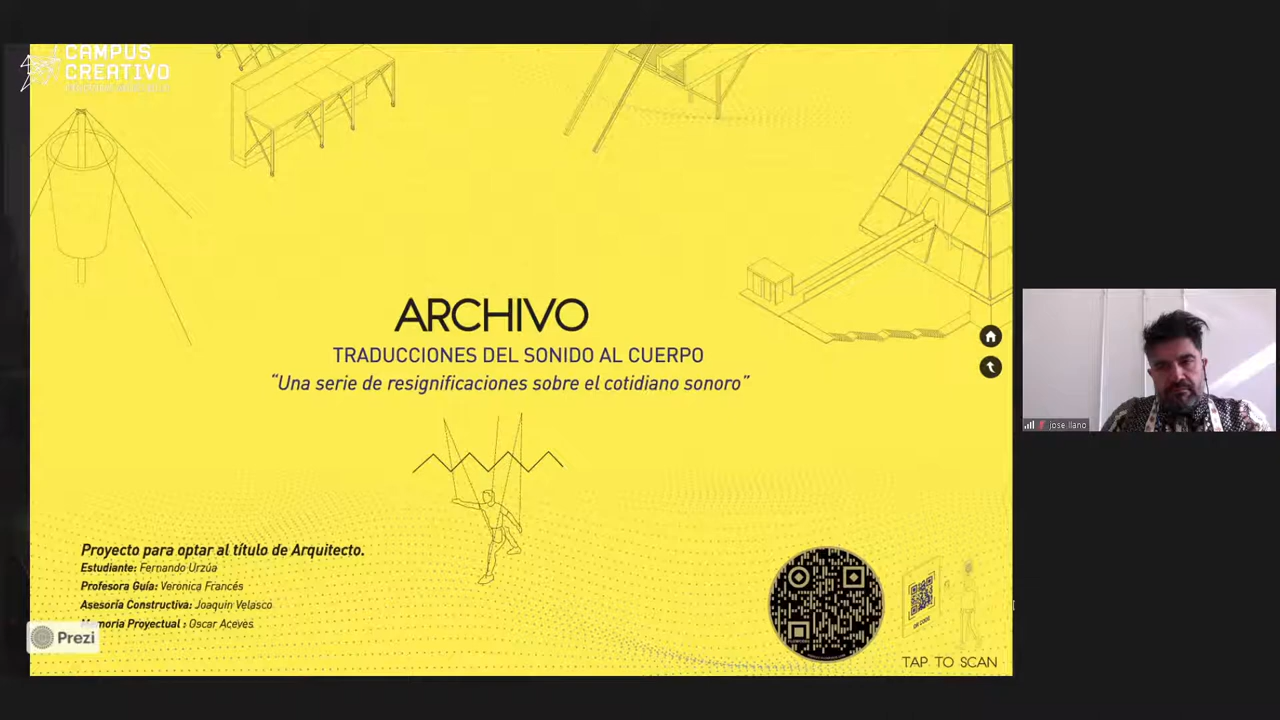 CAMPUS
CREATIVO
ARCHIVO
TRADUCCIONES DEL SONIDO AL CUERPO
“Una serie de resignificaciones sobre el cotidiano sonoro”
Proyecto para optar al título de Arquitecto.
Estudiante: Fernando Urzúa
Profesora Guía: Veronica Francés
Asesoría Constructiva: Joaquin Velasco
Memoria Proyectual : Oscar Aceves
Prezi
QR CODE
TAP TO SCAN
jose llano